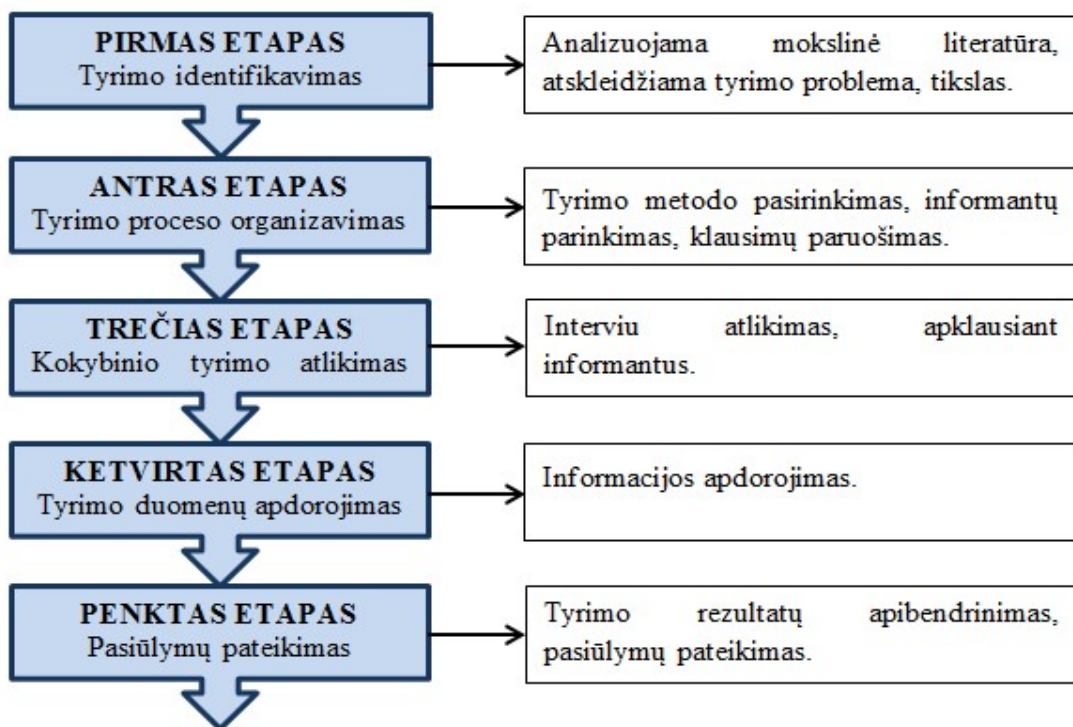 PIRMAS ETAPAS
Tyrimo identifikavimas
Analizuojama mokslinė literatūra,
atskleidžiama tyrimo problema, tikslas.
ANTRAS ETAPAS
Tyrimo proceso organizavimas
Tyrimo metodo pasirinkimas, informantų
parinkimas, klausimų paruošimas.
TREČIAS ETAPAS
Kokybinio tyrimo atlikimas
Interviu atlikimas, apklausiant
informantus.
KETVIRTAS ETAPAS
Tyrimo duomenų apdorojimas
Informacijos apdorojimas.
PENKTAS ETAPAS
Pasiūlymų pateikimas
Tyrimo rezultatų apibendrinimas,
pasiūlymų pateikimas.